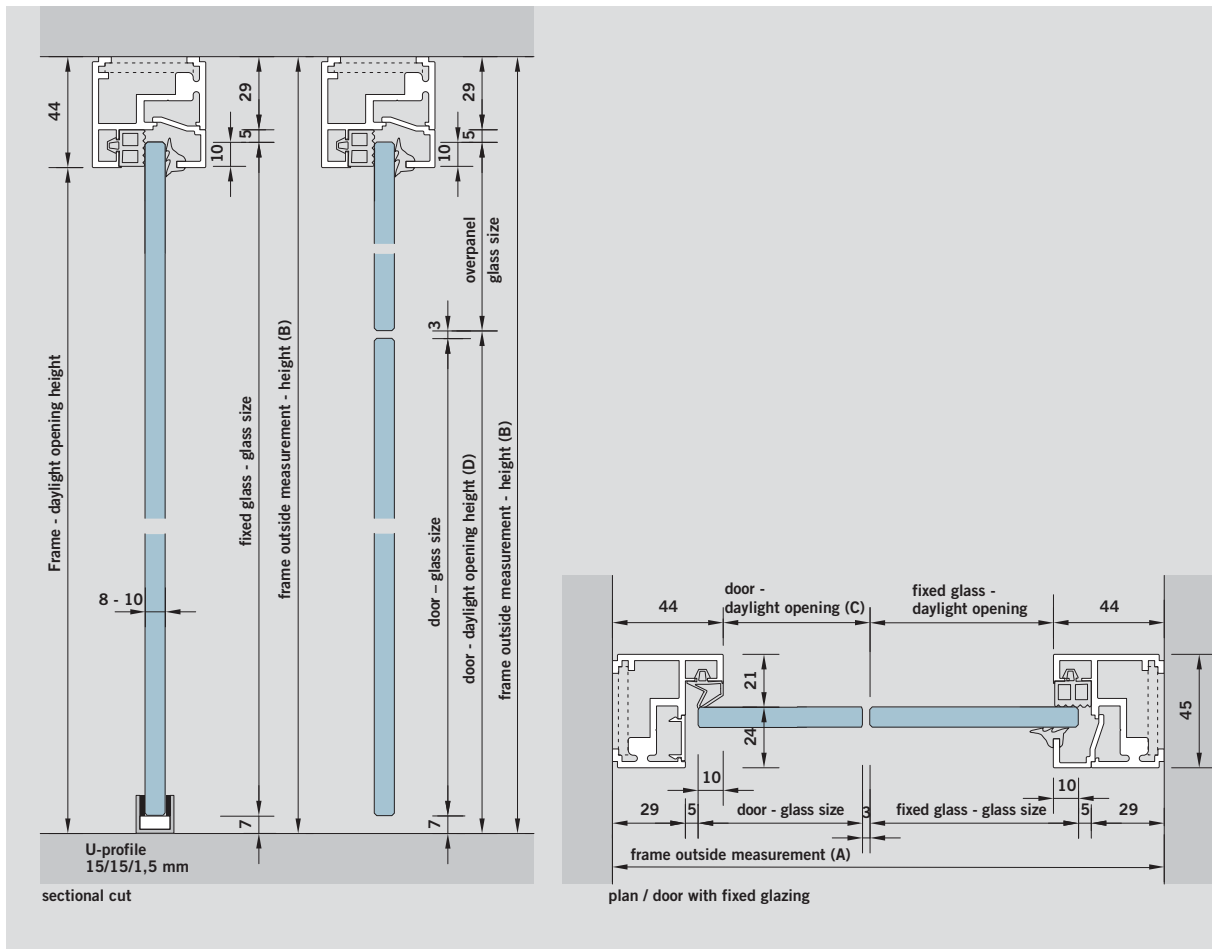 44
29
5
10
Frame - daylight opening height
8 - 10
fixed glass - glass size
frame outside measurement - height (B)
7
U-profile
15/15/1,5 mm
sectional cut
29
5
10
overpanel
glass size
3
door – glass size
door - daylight opening height (D)
frame outside measurement - height (B)
7
44
door -
daylight opening (C)
fixed glass -
daylight opening
44
21
24
45
10
10
29
5
door - glass size
3
fixed glass - glass size
5
29
frame outside measurement (A)
plan / door with fixed glazing